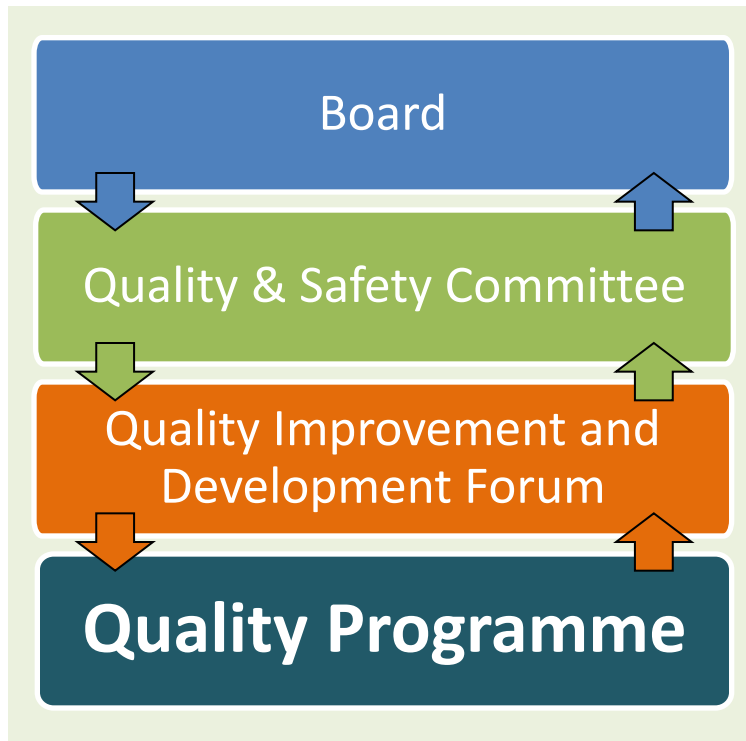 Board
Quality & Safety Committee
Quality Improvement and
Development Forum
Quality Programme